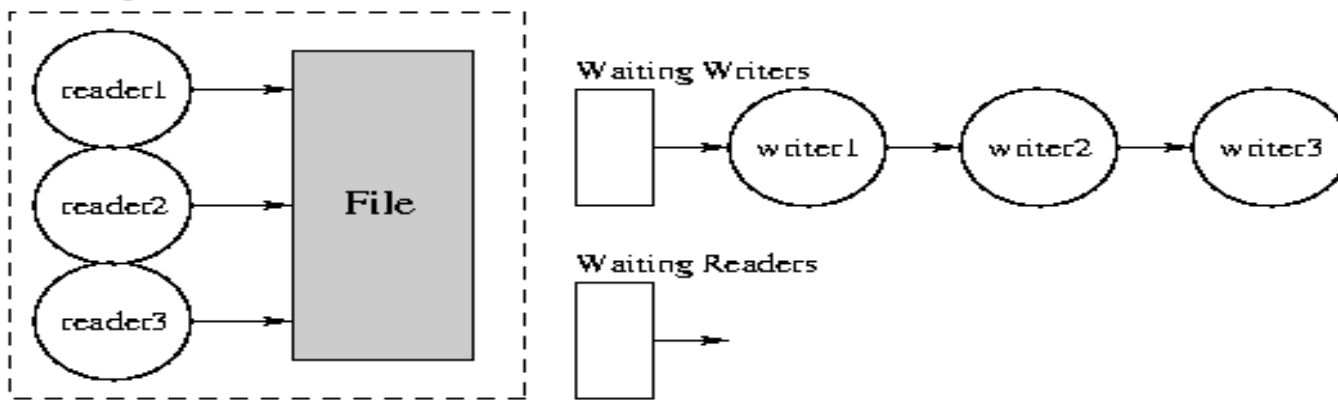 reader1
reader2
reader3
File
Waiting Writers
writer1 writer2 writer3
Waiting Readers